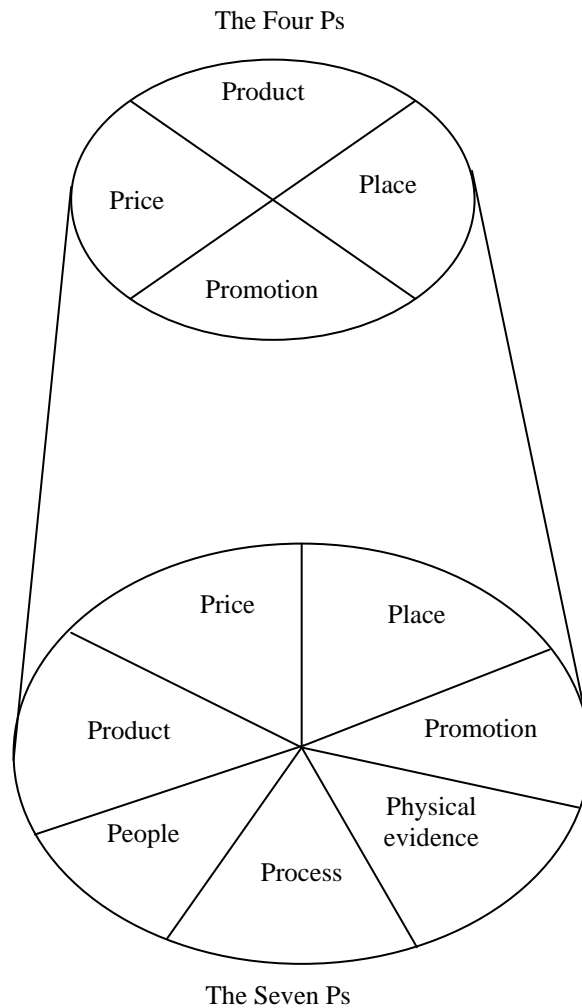 The Four Ps
Product
Price
Place
Promotion
Price
Place
Product
Promotion
People
Physical
evidence
Process
The Seven Ps